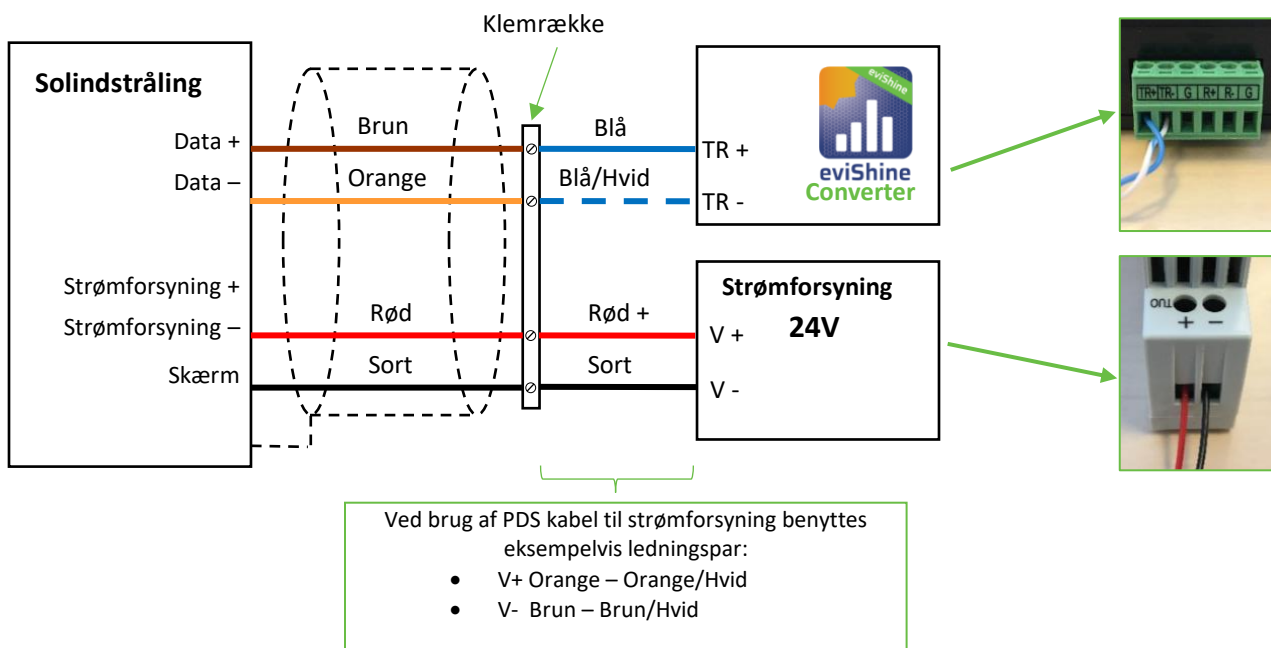 Klemrække
Solindstråling
Data +
Data –
Strømforsyning +
Strømforsyning –
Skærm
Brun
Orange
Rød
Sort
Blå
Blå/Hvid
Rød +
Sort
TR +
TR -
eviShine
eviShine
Converter
Strømforsyning
24V
V +
V -
TR+ TR- G R+ R- G
OUT
+ –
Ved brug af PDS kabel til strømforsyning benyttes
eksempelvis ledningspar:
• V+ Orange – Orange/Hvid
• V- Brun – Brun/Hvid